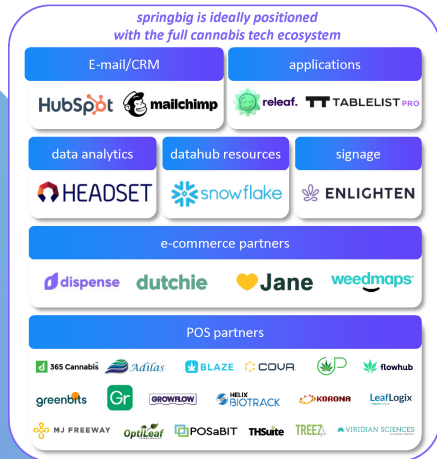 springbig is ideally positioned
with the full cannabis tech ecosystem
E-mail/CRM
applications
HubSpot mailchimp
releaf. TABLELIST PRO
data analytics
datahub resources
signage
HEADSET
snowflake
ENLIGHTEN
e-commerce partners
dispense dutchie Jane weedmaps
POS partners
365 Cannabis Adilas BLAZE COVA GP flowhub
greenbits Gr GROWFLOW HELIX BIOTRACK KORONA LeafLogix
MJ FREEWAY OptiLeaf POSaBIT THSuite TREEZ VIRIDIAN SCIENCES